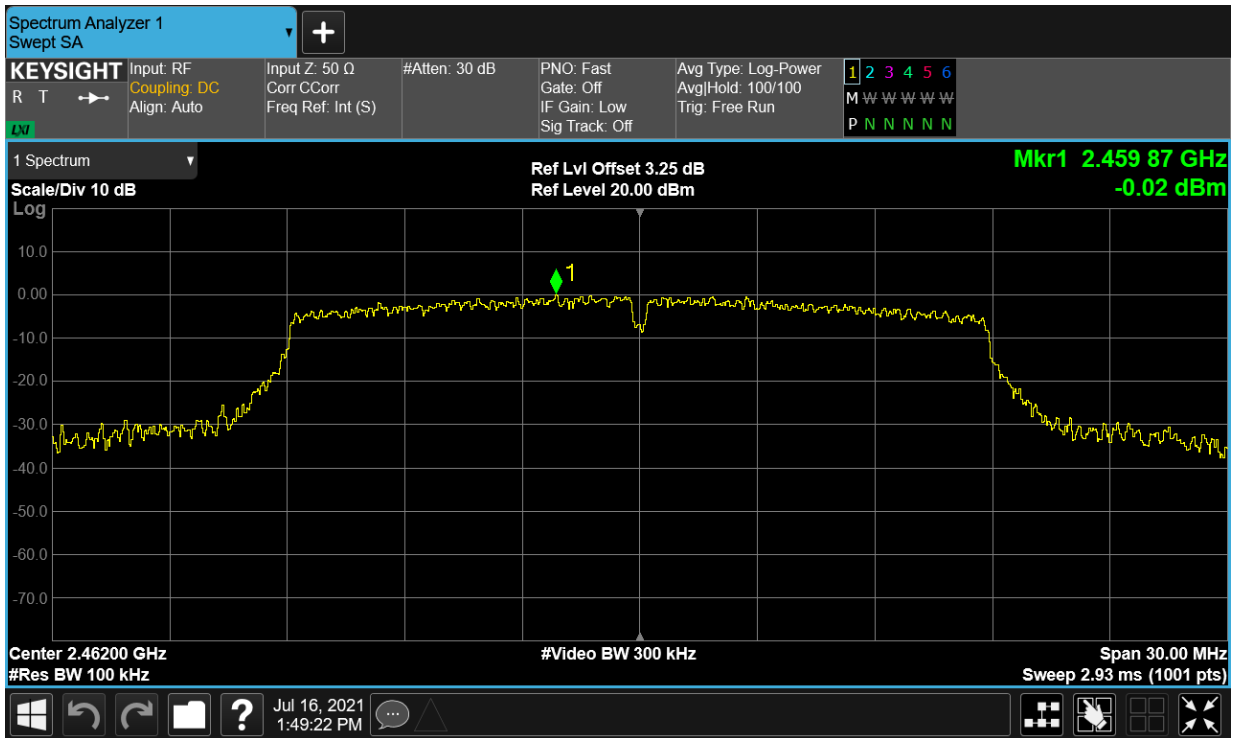 Spectrum Analyzer 1
Swept SA
+
KEYSIGHT
R T
LXI
Input: RF
Coupling: DC
Align: Auto
Input Z: 50 Ω
Corr CCorr
Freq Ref: Int (S)
#Atten: 30 dB
PNO: Fast
Gate: Off
IF Gain: Low
Sig Track: Off
Avg Type: Log-Power
Avg|Hold: 100/100
Trig: Free Run
1 2 3 4 5 6
M W W W W W
P N N N N N
1 Spectrum
Scale/Div 10 dB
Log
Ref Lvl Offset 3.25 dB
Ref Level 20.00 dBm
Mkr1 2.459 87 GHz
-0.02 dBm
1
10.0
0.00
-10.0
-20.0
-30.0
-40.0
-50.0
-60.0
-70.0
Center 2.46200 GHz
#Res BW 100 kHz
#Video BW 300 kHz
Span 30.00 MHz
Sweep 2.93 ms (1001 pts)
?
Jul 16, 2021
1:49:22 PM